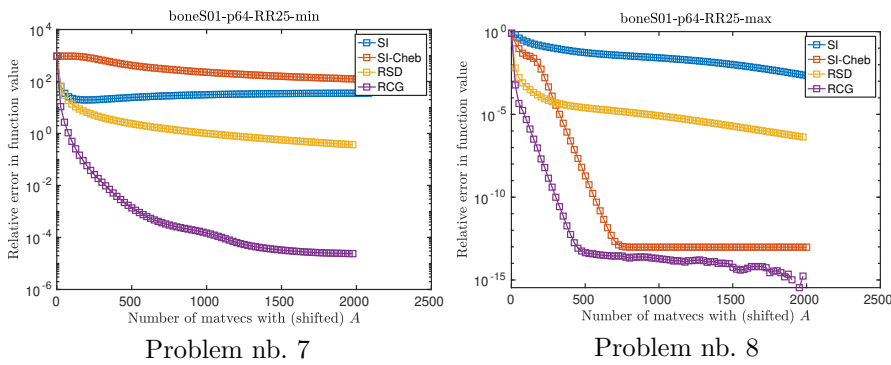 boneS01-p64-RR25-min
Relative error in function value
10^4
10^2
10^0
10^-2
10^-4
10^-6
0 500 1000 1500 2000 2500
Number of matvecs with (shifted) A
SI
SI-Cheb
RSD
RCG
Problem nb. 7
boneS01-p64-RR25-max
Relative error in function value
10^0
10^-5
10^-10
10^-15
0 500 1000 1500 2000 2500
Number of matvecs with (shifted) A
SI
SI-Cheb
RSD
RCG
Problem nb. 8